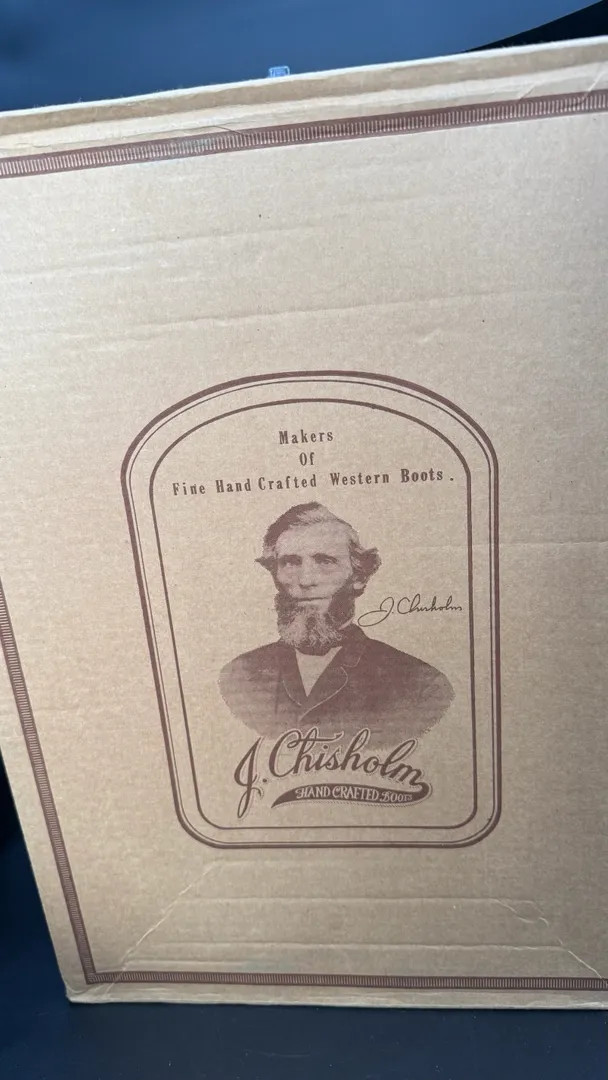 Makers
Of
Fine Hand Crafted Western Boots.
J. Chisholm
J. Chisholm
HAND CRAFTED BOOTS